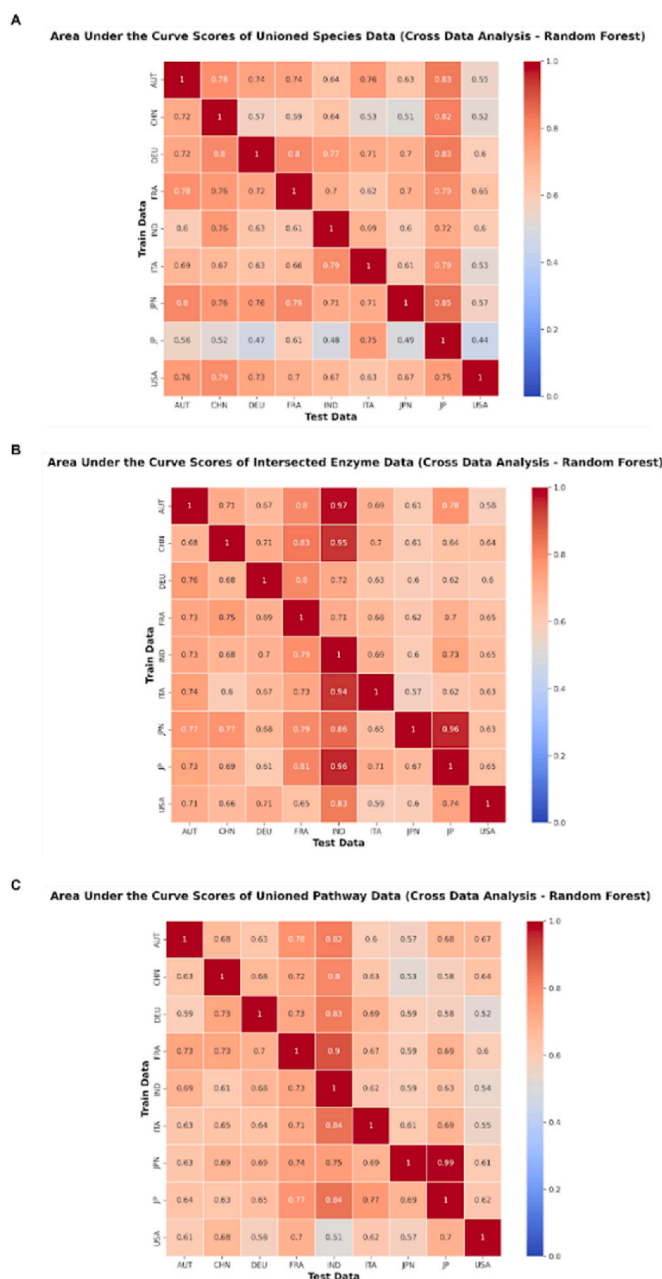 A
Area Under the Curve Scores of Unioned Species Data (Cross Data Analysis - Random Forest)
AUT 1 0.78 0.74 0.74 0.64 0.76 0.63 0.83 0.55
CHN 0.72 1 0.57 0.59 0.64 0.53 0.51 0.82 0.52
DEU 0.72 0.8 1 0.8 0.77 0.71 0.7 0.83 0.6
FRA 0.78 0.76 0.72 1 0.7 0.62 0.7 0.79 0.65
IND 0.6 0.76 0.63 0.61 1 0.69 0.6 0.72 0.6
ITA 0.69 0.67 0.63 0.66 0.79 1 0.61 0.79 0.53
JPN 0.8 0.76 0.76 0.79 0.71 0.71 1 0.85 0.57
JP 0.56 0.52 0.47 0.61 0.48 0.75 0.49 1 0.44
USA 0.76 0.79 0.73 0.7 0.67 0.63 0.67 0.75 1
AUT CHN DEU FRA IND ITA JPN JP USA
Train Data
Test Data
1.0
0.8
0.6
0.4
0.2
0.0
B
Area Under the Curve Scores of Intersected Enzyme Data (Cross Data Analysis - Random Forest)
AUT 1 0.71 0.67 0.8 0.97 0.69 0.61 0.78 0.58
CHN 0.68 1 0.71 0.83 0.95 0.7 0.61 0.64 0.64
DEU 0.76 0.68 1 0.8 0.72 0.63 0.6 0.62 0.6
FRA 0.73 0.75 0.69 1 0.71 0.68 0.62 0.7 0.65
IND 0.73 0.68 0.7 0.79 1 0.69 0.6 0.73 0.65
ITA 0.74 0.6 0.67 0.73 0.94 1 0.57 0.62 0.63
JPN 0.77 0.77 0.68 0.79 0.86 0.65 1 0.96 0.63
JP 0.73 0.69 0.61 0.81 0.96 0.71 0.67 1 0.65
USA 0.71 0.66 0.71 0.65 0.83 0.59 0.6 0.74 1
AUT CHN DEU FRA IND ITA JPN JP USA
Train Data
Test Data
1.0
0.8
0.6
0.4
0.2
0.0
C
Area Under the Curve Scores of Unioned Pathway Data (Cross Data Analysis - Random Forest)
AUT 1 0.68 0.63 0.78 0.82 0.6 0.57 0.68 0.67
CHN 0.63 1 0.68 0.72 0.8 0.63 0.53 0.58 0.64
DEU 0.59 0.73 1 0.73 0.83 0.69 0.59 0.58 0.52
FRA 0.73 0.73 0.7 1 0.9 0.67 0.59 0.69 0.6
IND 0.69 0.61 0.68 0.73 1 0.62 0.59 0.63 0.54
ITA 0.63 0.65 0.64 0.71 0.84 1 0.61 0.69 0.55
JPN 0.63 0.69 0.69 0.74 0.75 0.69 1 0.99 0.61
JP 0.64 0.63 0.65 0.77 0.84 0.77 0.69 1 0.62
USA 0.61 0.68 0.58 0.7 0.51 0.62 0.57 0.7 1
AUT CHN DEU FRA IND ITA JPN JP USA
Train Data
Test Data
1.0
0.8
0.6
0.4
0.2
0.0